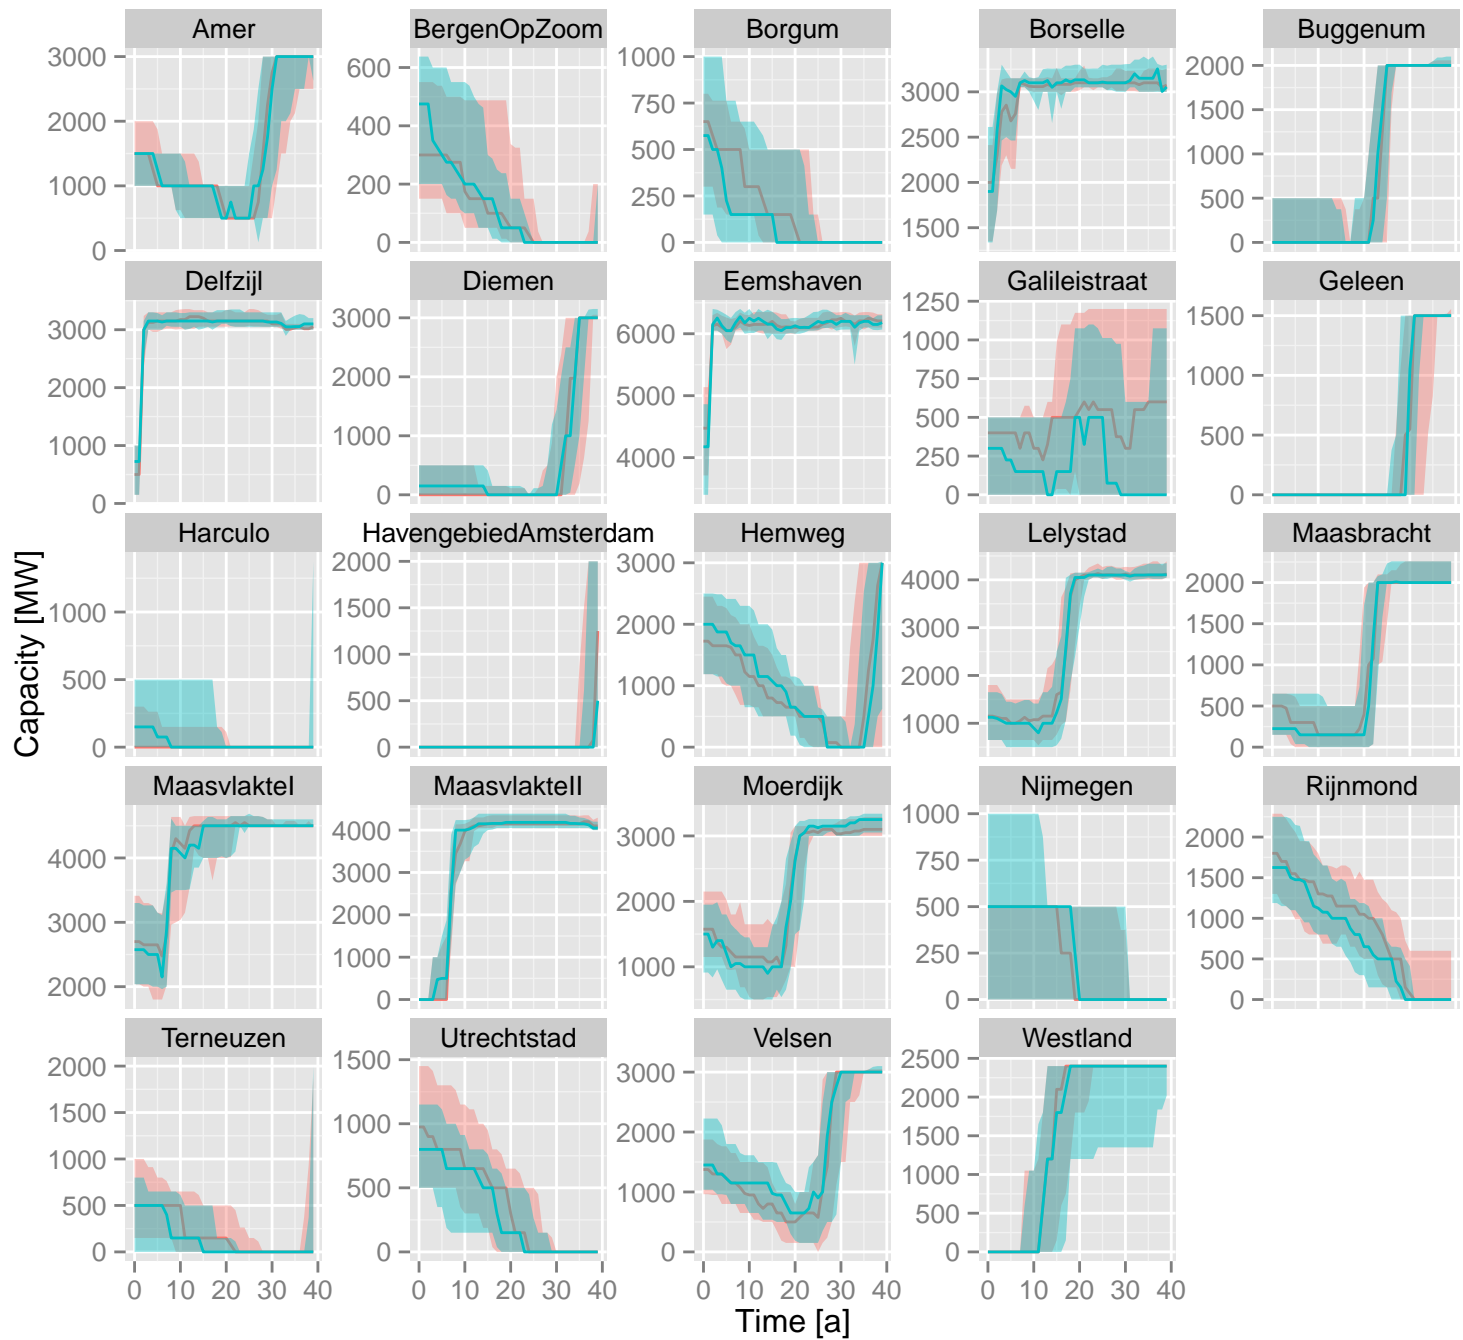 Amer BergenOpZoom Borgum Borselle Buggenum
3000 2000 1000 0
600 400 200 0
1000 750 500 250 0
3000 2500 2000 1500
2000 1500 1000 500 0
Delfzijl Diemen Eemshaven Galileistraat Geleen
3000 2000 1000 0
3000 2000 1000 0
6000 5000 4000
1250 1000 750 500 250 0
1500 1000 500 0
Harculo HavengebiedAmsterdam Hemweg Lelystad Maasbracht
1000 500 0
2000 1500 1000 500 0
3000 2000 1000 0
4000 3000 2000 1000
2000 1500 1000 500 0
MaasvlakteI MaasvlakteII Moerdijk Nijmegen Rijnmond
4000 3000 2000
4000 3000 2000 1000 0
3000 2000 1000
1000 750 500 250 0
2000 1500 1000 500 0
Terneuzen Utrechtstad Velsen Westland
2000 1500 1000 500 0
1500 1000 500 0
3000 2000 1000 0
2500 2000 1500 1000 500 0
0 10 20 30 40 0 10 20 30 40 0 10 20 30 40 0 10 20 30 40
Time [a]
Capacity [MW]